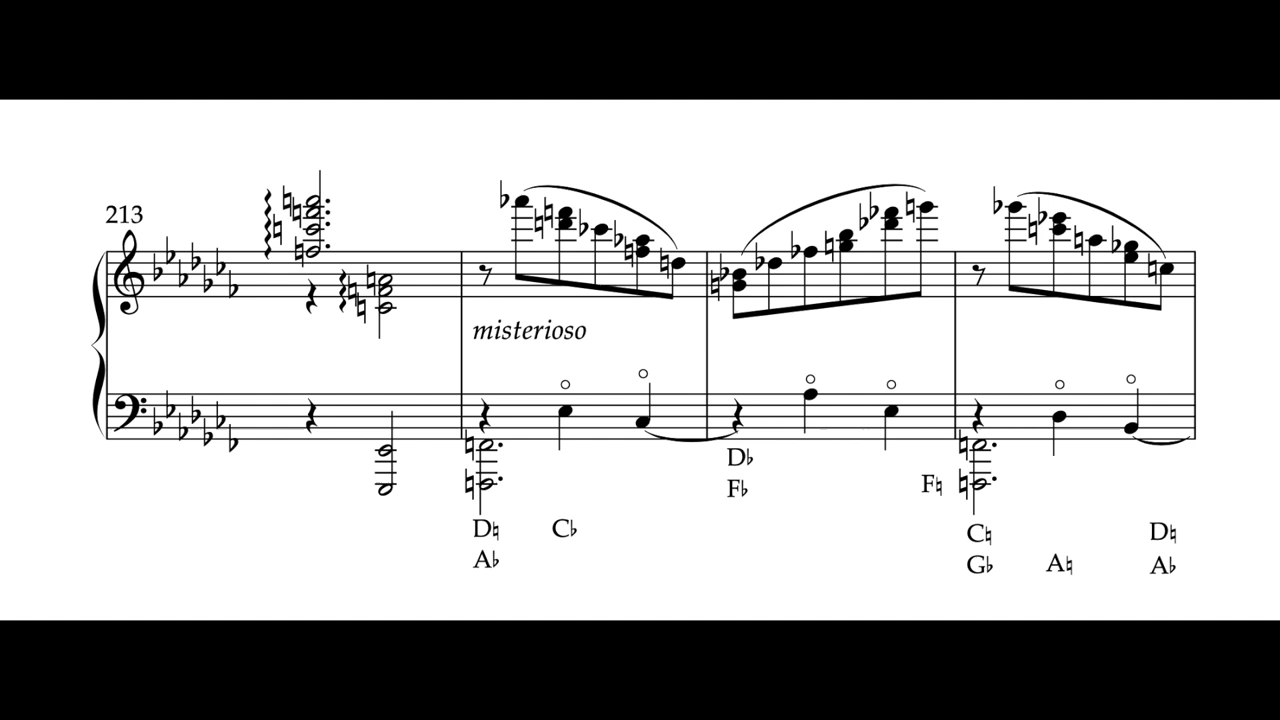 213
misterioso
D♭
F♭ F♮
D♮ C♭ C♮ D♮
A♭ G♭ A♮ A♭